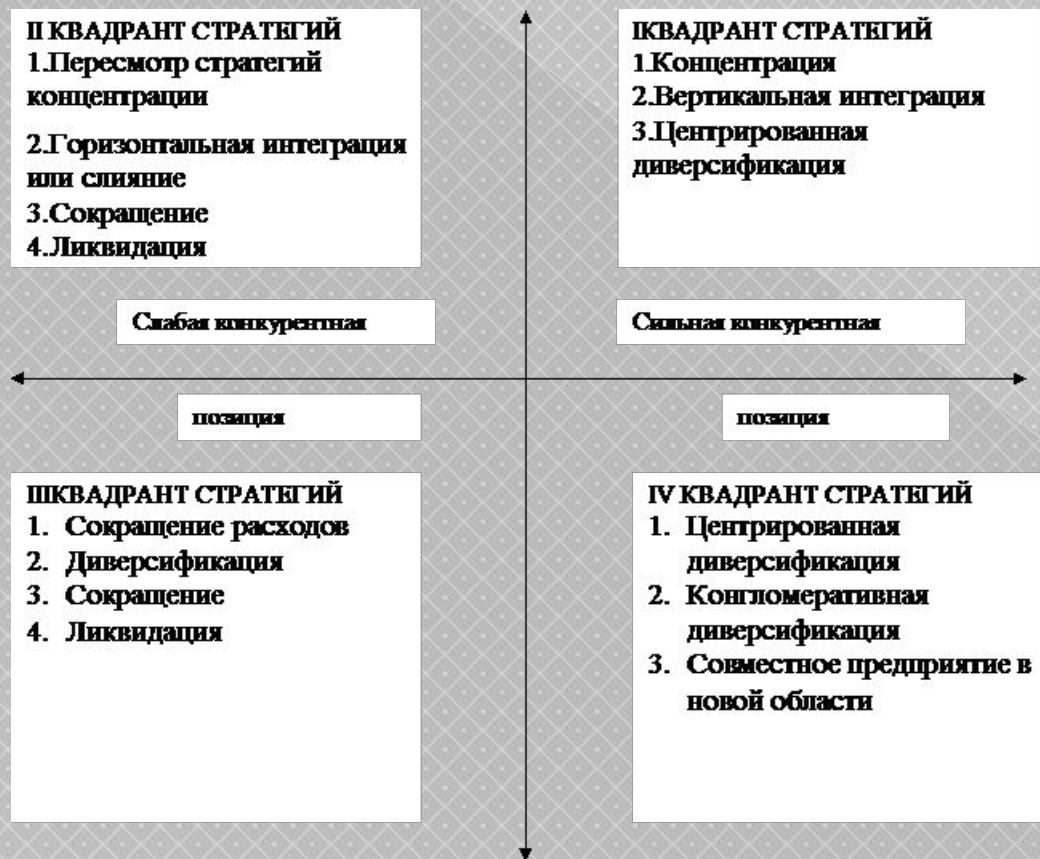 II КВАДРАНТ СТРАТЕГИЙ
1.Пересмотр стратегий
концентрации
2.Горизонтальная интеграция
или слияние
3.Сокращение
4.Ликвидация
IКВАДРАНТ СТРАТЕГИЙ
1.Концентрация
2.Вертикальная интеграция
3.Центрированная
диверсификация
Слабая конкурентная
Сильная конкурентная
позиция
позиция
IIIКВАДРАНТ СТРАТЕГИЙ
1. Сокращение расходов
2. Диверсификация
3. Сокращение
4. Ликвидация
IV КВАДРАНТ СТРАТЕГИЙ
1. Центрированная
диверсификация
2. Конгломеративная
диверсификация
3. Совместное предприятие в
новой области